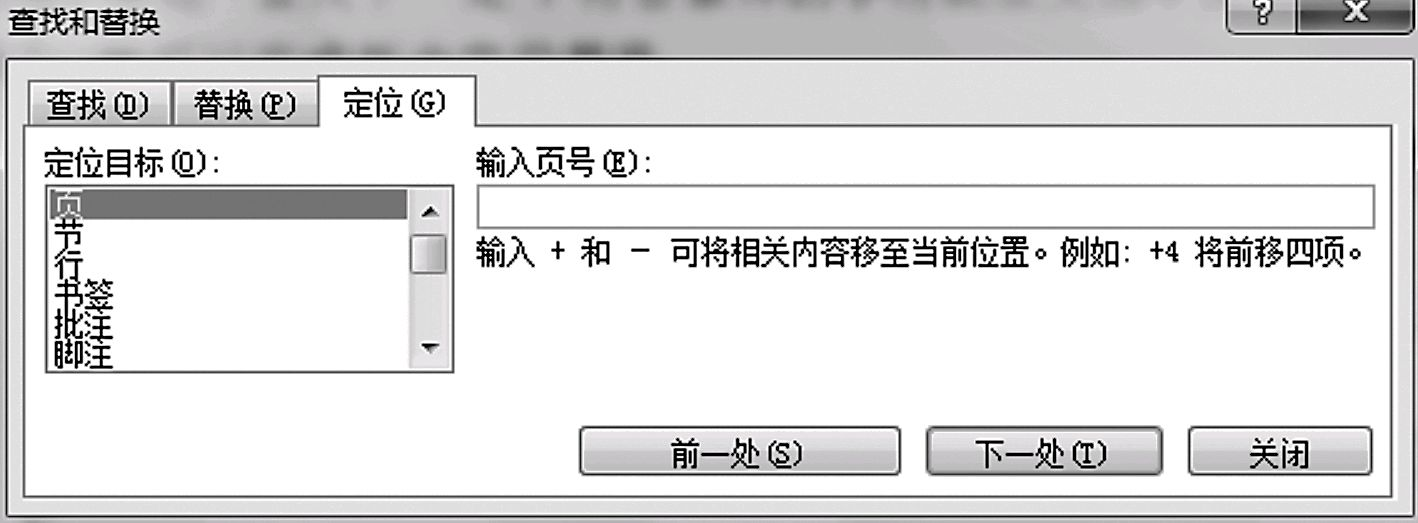 查找和替换
? X
查找(D) 替换(P) 定位(G)
定位目标(O): 输入页号(E):
页
节
行
书签
批注
脚注
输入 + 和 － 可将相关内容移至当前位置。例如: +4 将前移四项。
前一处(S) 下一处(T) 关闭